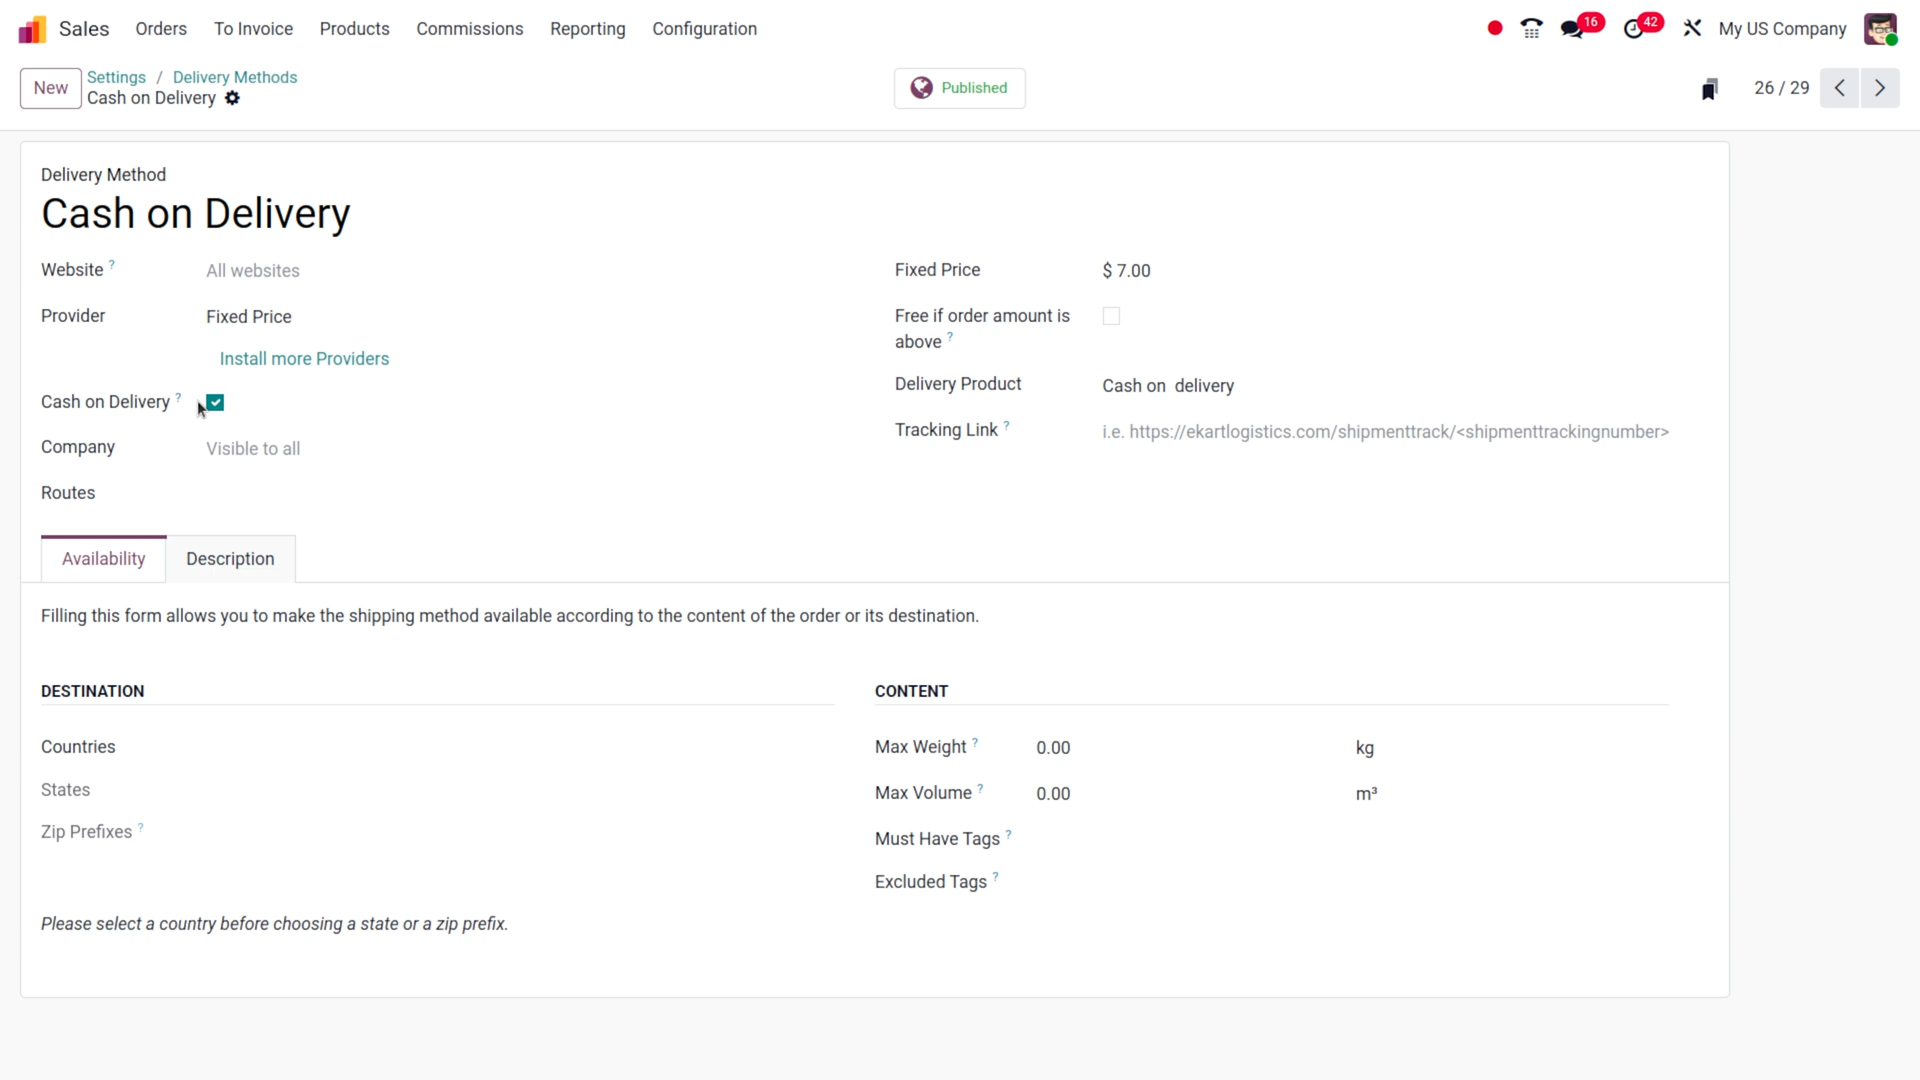 Sales Orders To Invoice Products Commissions Reporting Configuration 16 42 My US Company
New Settings / Delivery Methods Published 26 / 29
Cash on Delivery
Delivery Method
Cash on Delivery
Website ? All websites Fixed Price $ 7.00
Provider Fixed Price Free if order amount is
above ?
Install more Providers
Cash on Delivery ? Delivery Product Cash on delivery
Company Visible to all Tracking Link ? i.e. https://ekartlogistics.com/shipmenttrack/<shipmenttrackingnumber>
Routes
Availability Description
Filling this form allows you to make the shipping method available according to the content of the order or its destination.
DESTINATION CONTENT
Countries Max Weight ? 0.00 kg
States Max Volume ? 0.00 m³
Zip Prefixes ? Must Have Tags ?
Excluded Tags ?
Please select a country before choosing a state or a zip prefix.